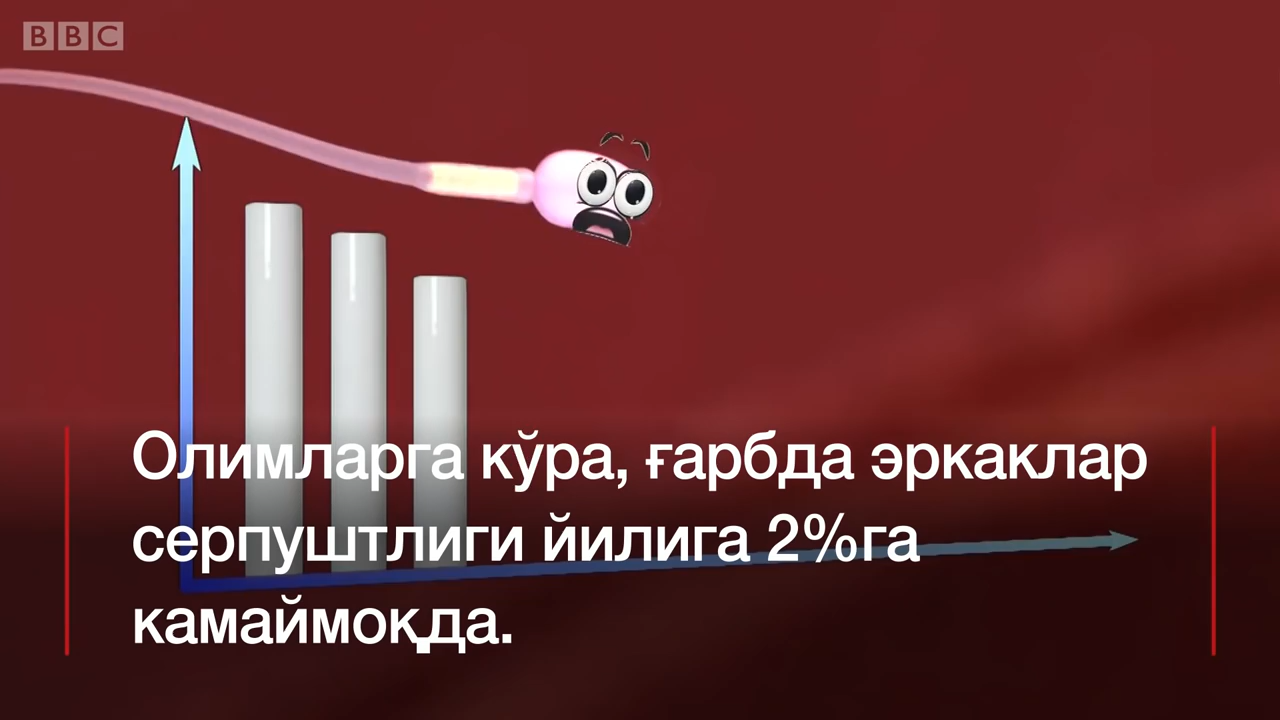 BBC
Олимларга кўра, ғарбда эркаклар
серпуштлиги йилига 2%га
камаймоқда.